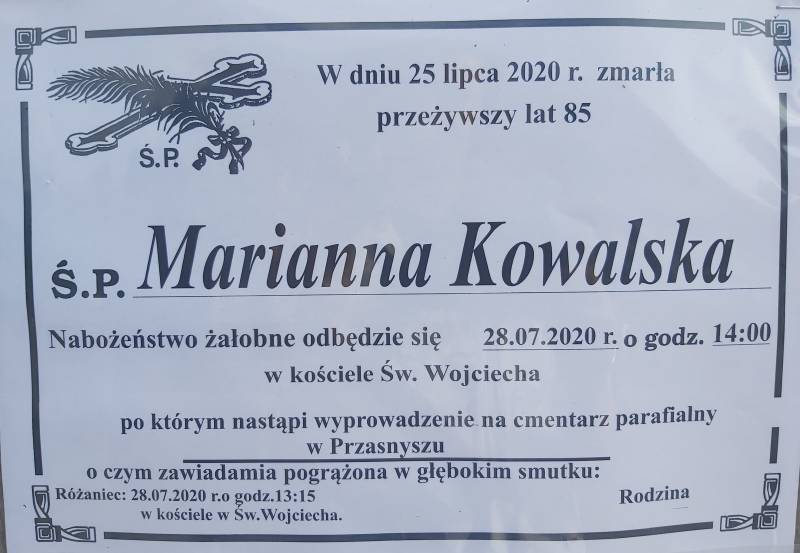 W dniu 25 lipca 2020 r. zmarła
przeżywszy lat 85
Ś.P.
Ś.P. Marianna Kowalska
Nabożeństwo żałobne odbędzie się 28.07.2020 r. o godz. 14:00
w kościele Św. Wojciecha
po którym nastąpi wyprowadzenie na cmentarz parafialny
w Przasnyszu
o czym zawiadamia pogrążona w głębokim smutku:
Różaniec: 28.07.2020 r.o godz.13:15
w kościele w Św.Wojciecha.
Rodzina